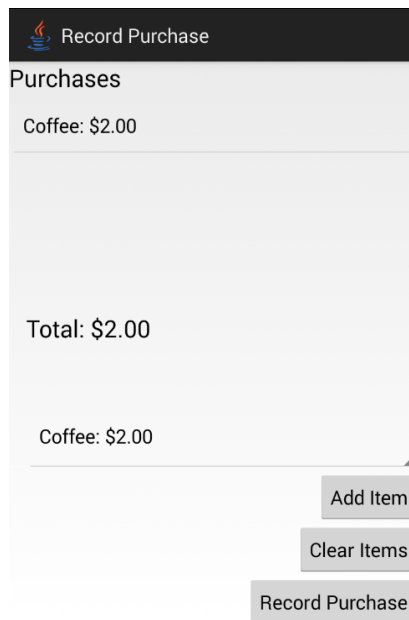 Record Purchase
Purchases
Coffee: $2.00
Total: $2.00
Coffee: $2.00
Add Item
Clear Items
Record Purchase